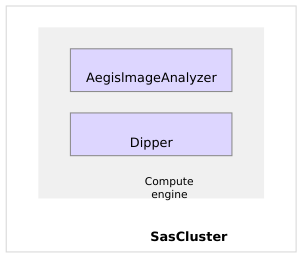 AegisImageAnalyzer
Dipper
Compute
engine
SasCluster